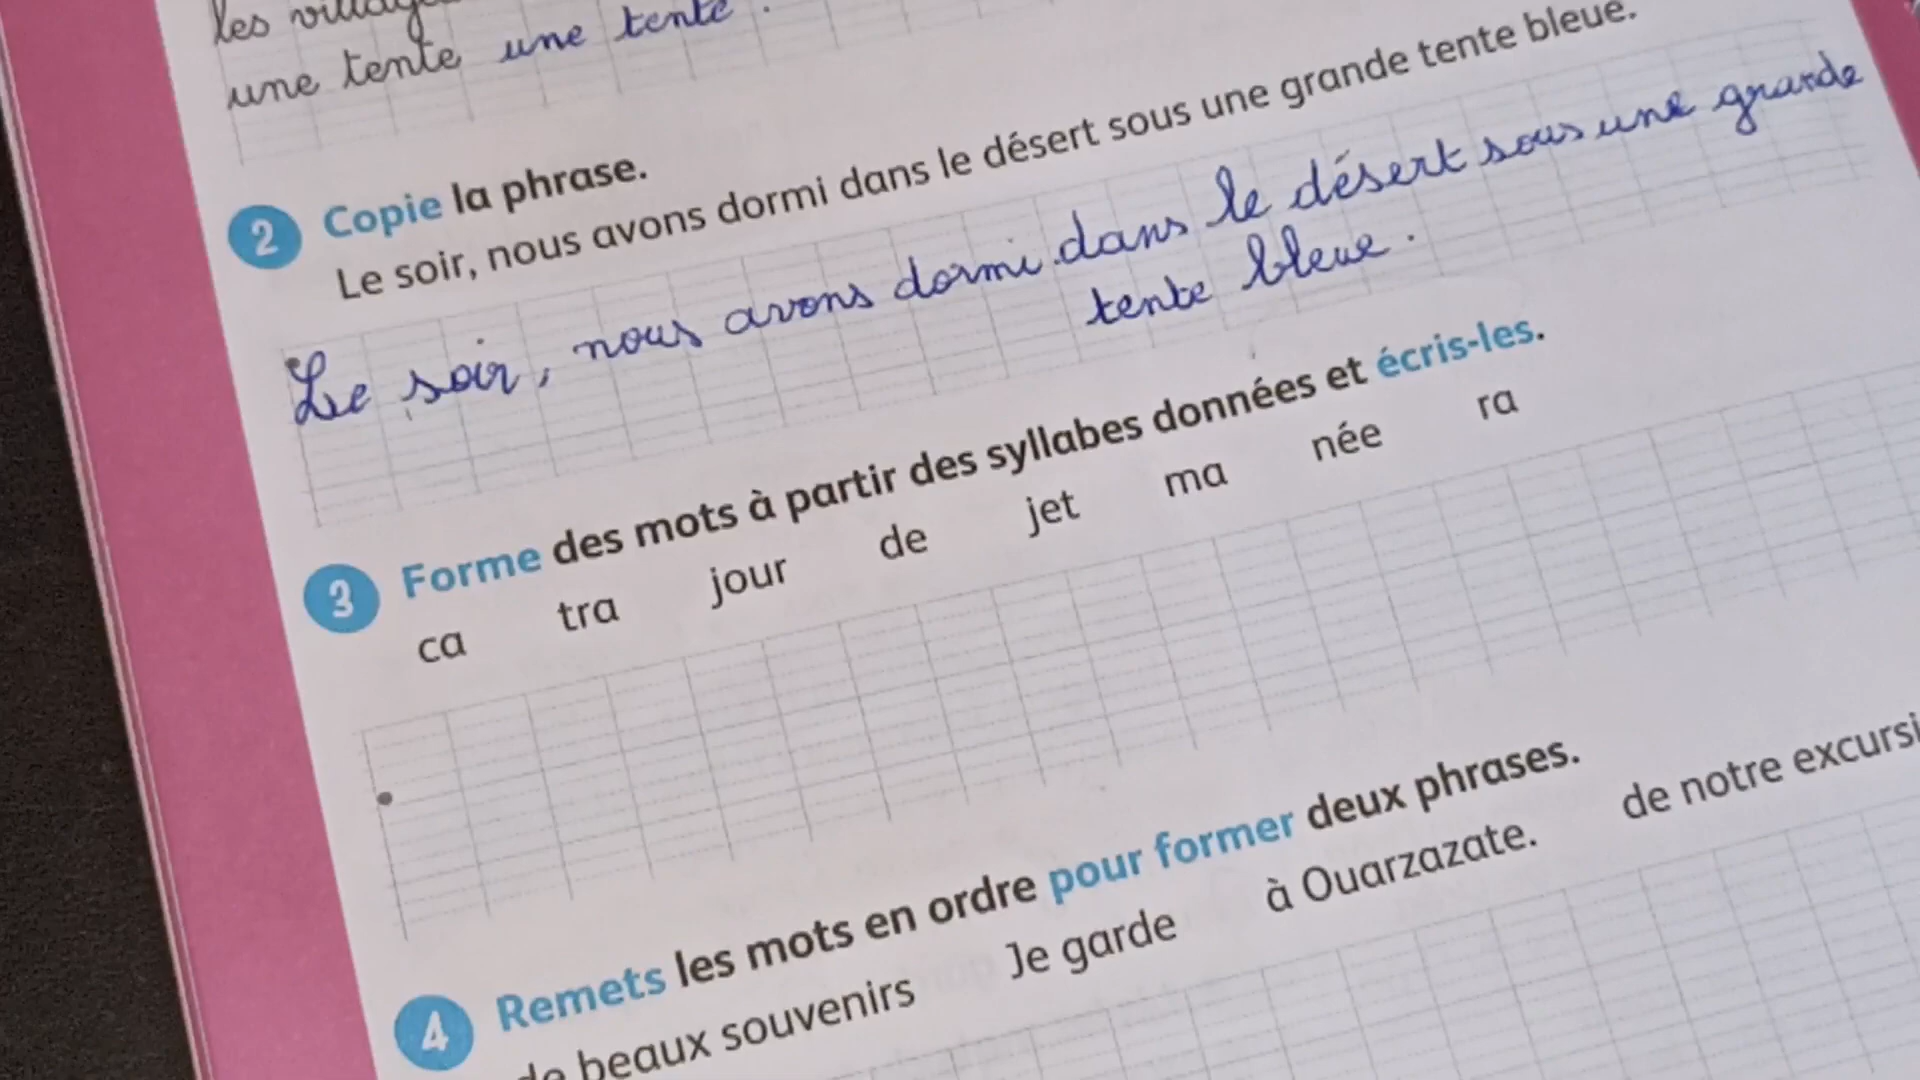 les
une tente une tente.
2 Copie la phrase.
Le soir, nous avons dormi dans le désert sous une grande tente bleue.
Le soir, nous avons dormi dans le désert sous une grande
tente bleue.
3 Forme des mots à partir des syllabes données et écris-les.
ca tra jour de jet ma née ra
4 Remets les mots en ordre pour former deux phrases.
de beaux souvenirs Je garde à Ouarzazate. de notre